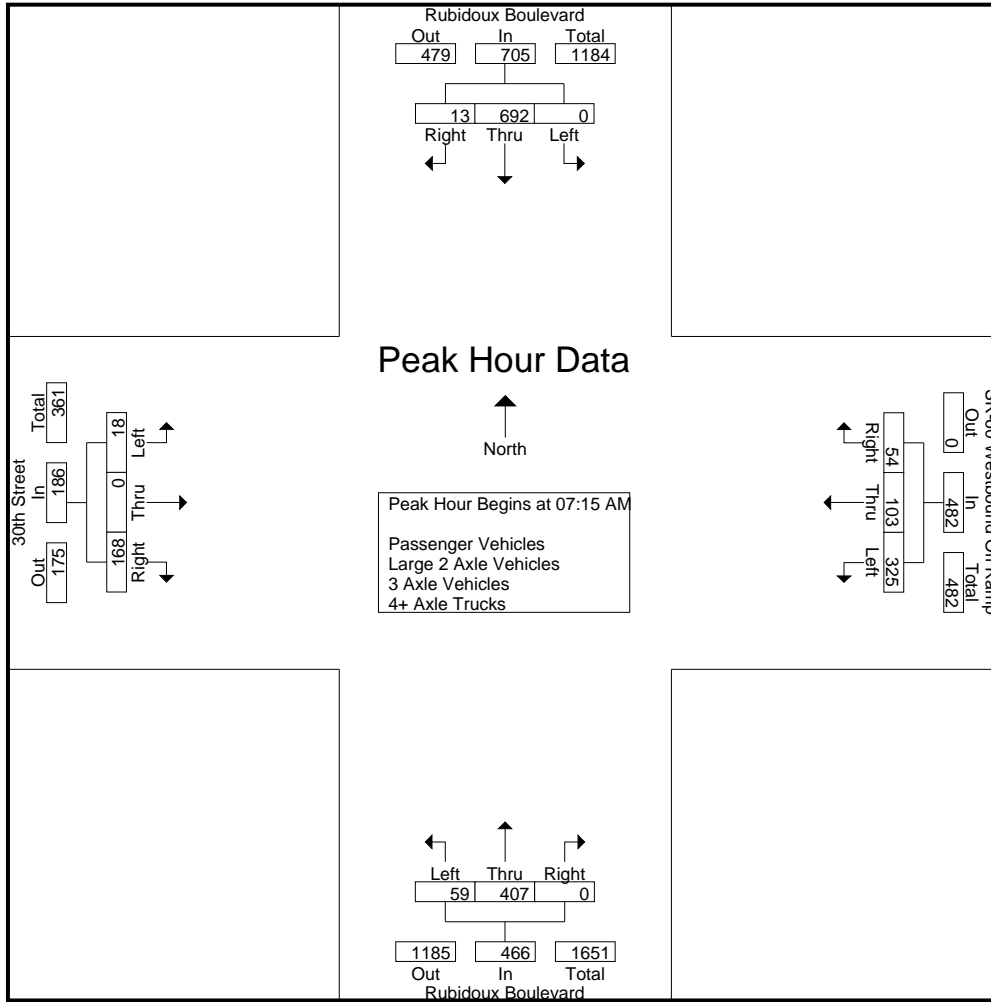 Rubidoux Boulevard
Out In Total
479 705 1184
13 692 0
Right Thru Left
Peak Hour Data
North
Peak Hour Begins at 07:15 AM
Passenger Vehicles
Large 2 Axle Vehicles
3 Axle Vehicles
4+ Axle Trucks
30th Street
Out In Total
175 186 361
18 0 168
Left Thru Right
Westbound Off Ramp
Out In Total
0 482 482
54 103 325
Right Thru Left
Left Thru Right
59 407 0
1185 466 1651
Out In Total
Rubidoux Boulevard